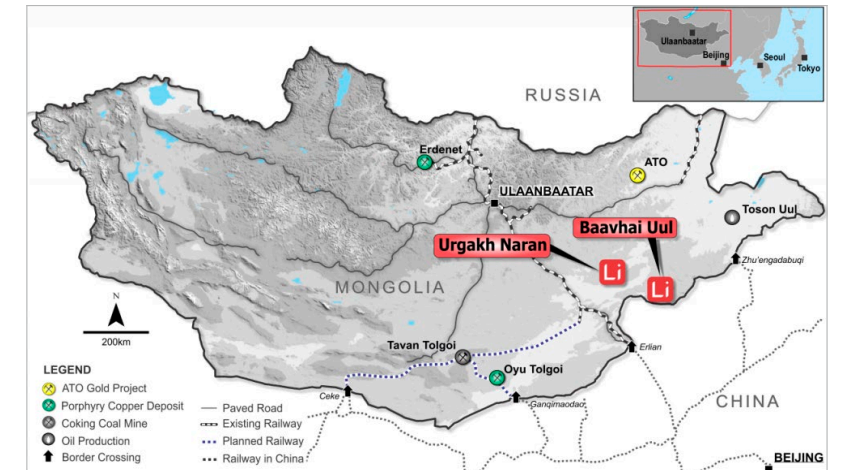 Ulaanbaatar
Beijing
Seoul
Tokyo
RUSSIA
Erdenet
ATO
ULAANBAATAR
Toson Uul
Baavhai Uul
Urgakh Naran
Li
Li
Zhu'engadabuqi
MONGOLIA
N
200km
Tavan Tolgoi
Erlian
Oyu Tolgoi
Ceke
Ganqimaodao
CHINA
LEGEND
ATO Gold Project
Porphyry Copper Deposit
Coking Coal Mine
Oil Production
Border Crossing
Paved Road
Existing Railway
Planned Railway
Railway in China
BEIJING